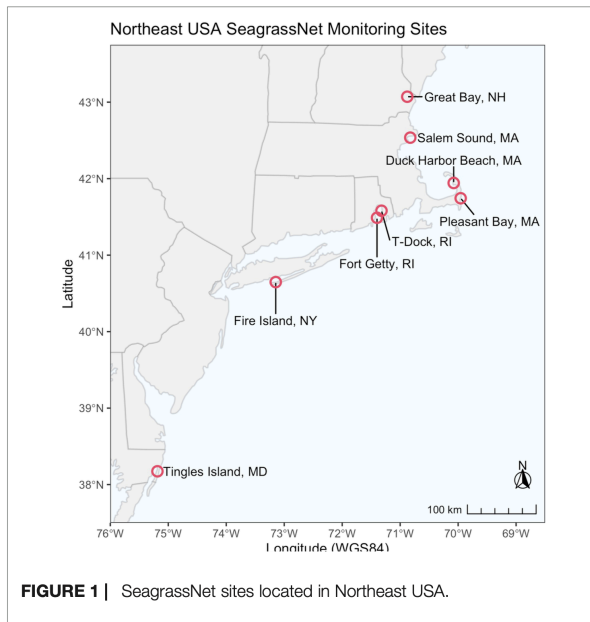 Northeast USA SeagrassNet Monitoring Sites
43°N
Great Bay, NH
Salem Sound, MA
Duck Harbor Beach, MA
42°N
Pleasant Bay, MA
T-Dock, RI
41°N
Fort Getty, RI
Latitude
Fire Island, NY
40°N
39°N
Tingles Island, MD
N
38°N
100 km
76°W 75°W 74°W 73°W 72°W 71°W 70°W 69°W
Longitude (WGS84)
FIGURE 1 | SeagrassNet sites located in Northeast USA.